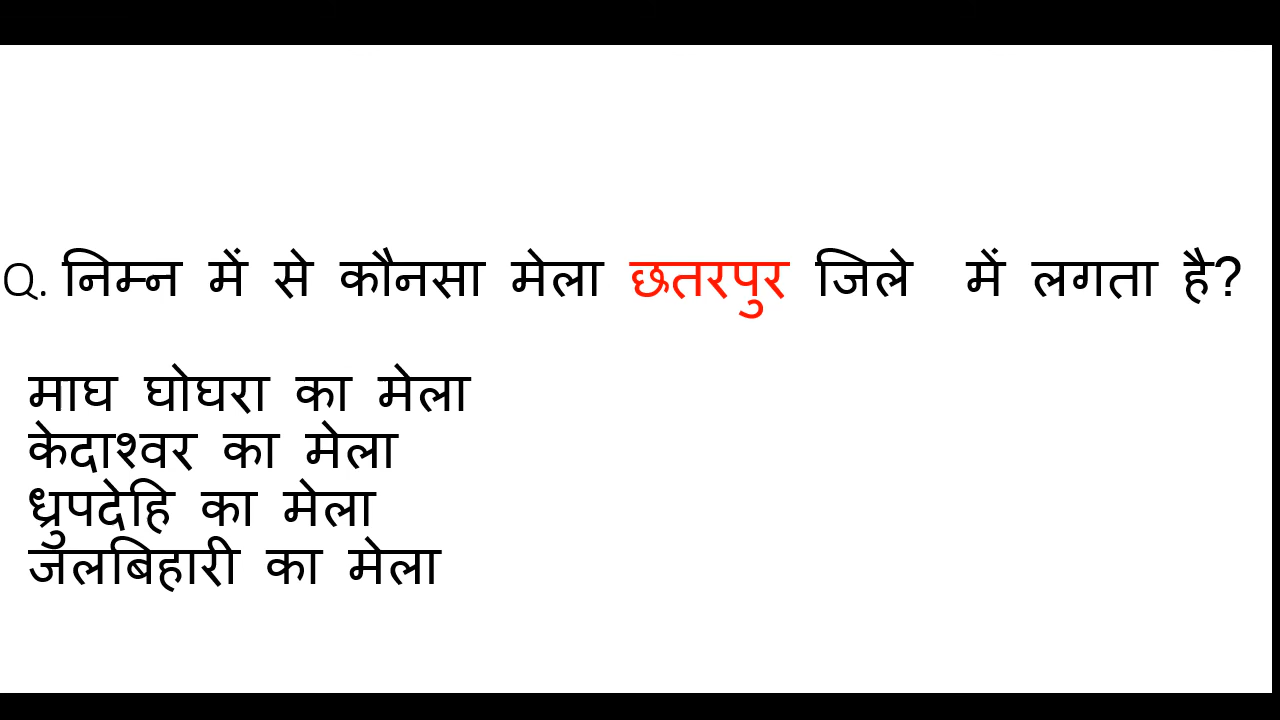 Q. निम्न में से कौनसा मेला छतरपुर जिले में लगता है?
माघ घोघरा का मेला
केदाश्वर का मेला
ध्रुपदेहि का मेला
जलबिहारी का मेला